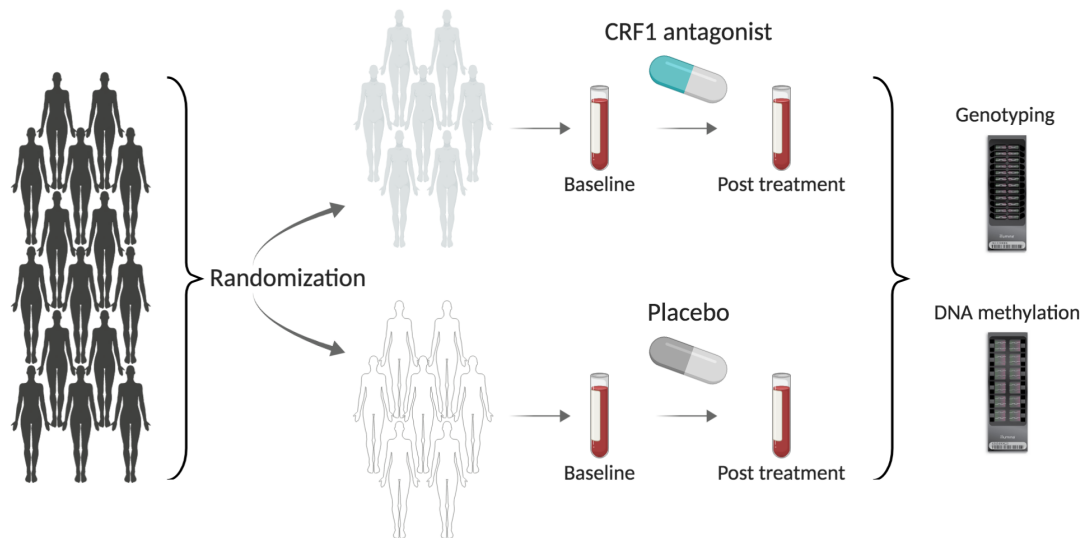 CRF1 antagonist
Baseline
Post treatment
Randomization
Placebo
Baseline
Post treatment
Genotyping
DNA methylation